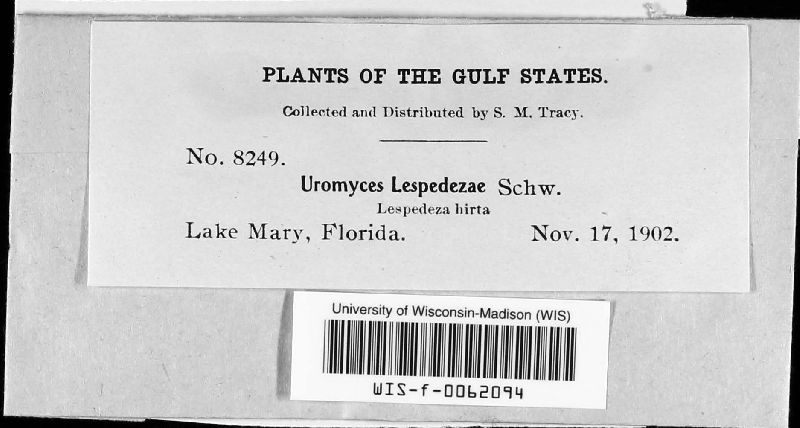 PLANTS OF THE GULF STATES.
Collected and Distributed by S. M. Tracy.
No. 8249.
Uromyces Lespedezae Schw.
Lespedeza hirta
Lake Mary, Florida. Nov. 17, 1902.
University of Wisconsin-Madison (WIS)
WIS-f-0062094